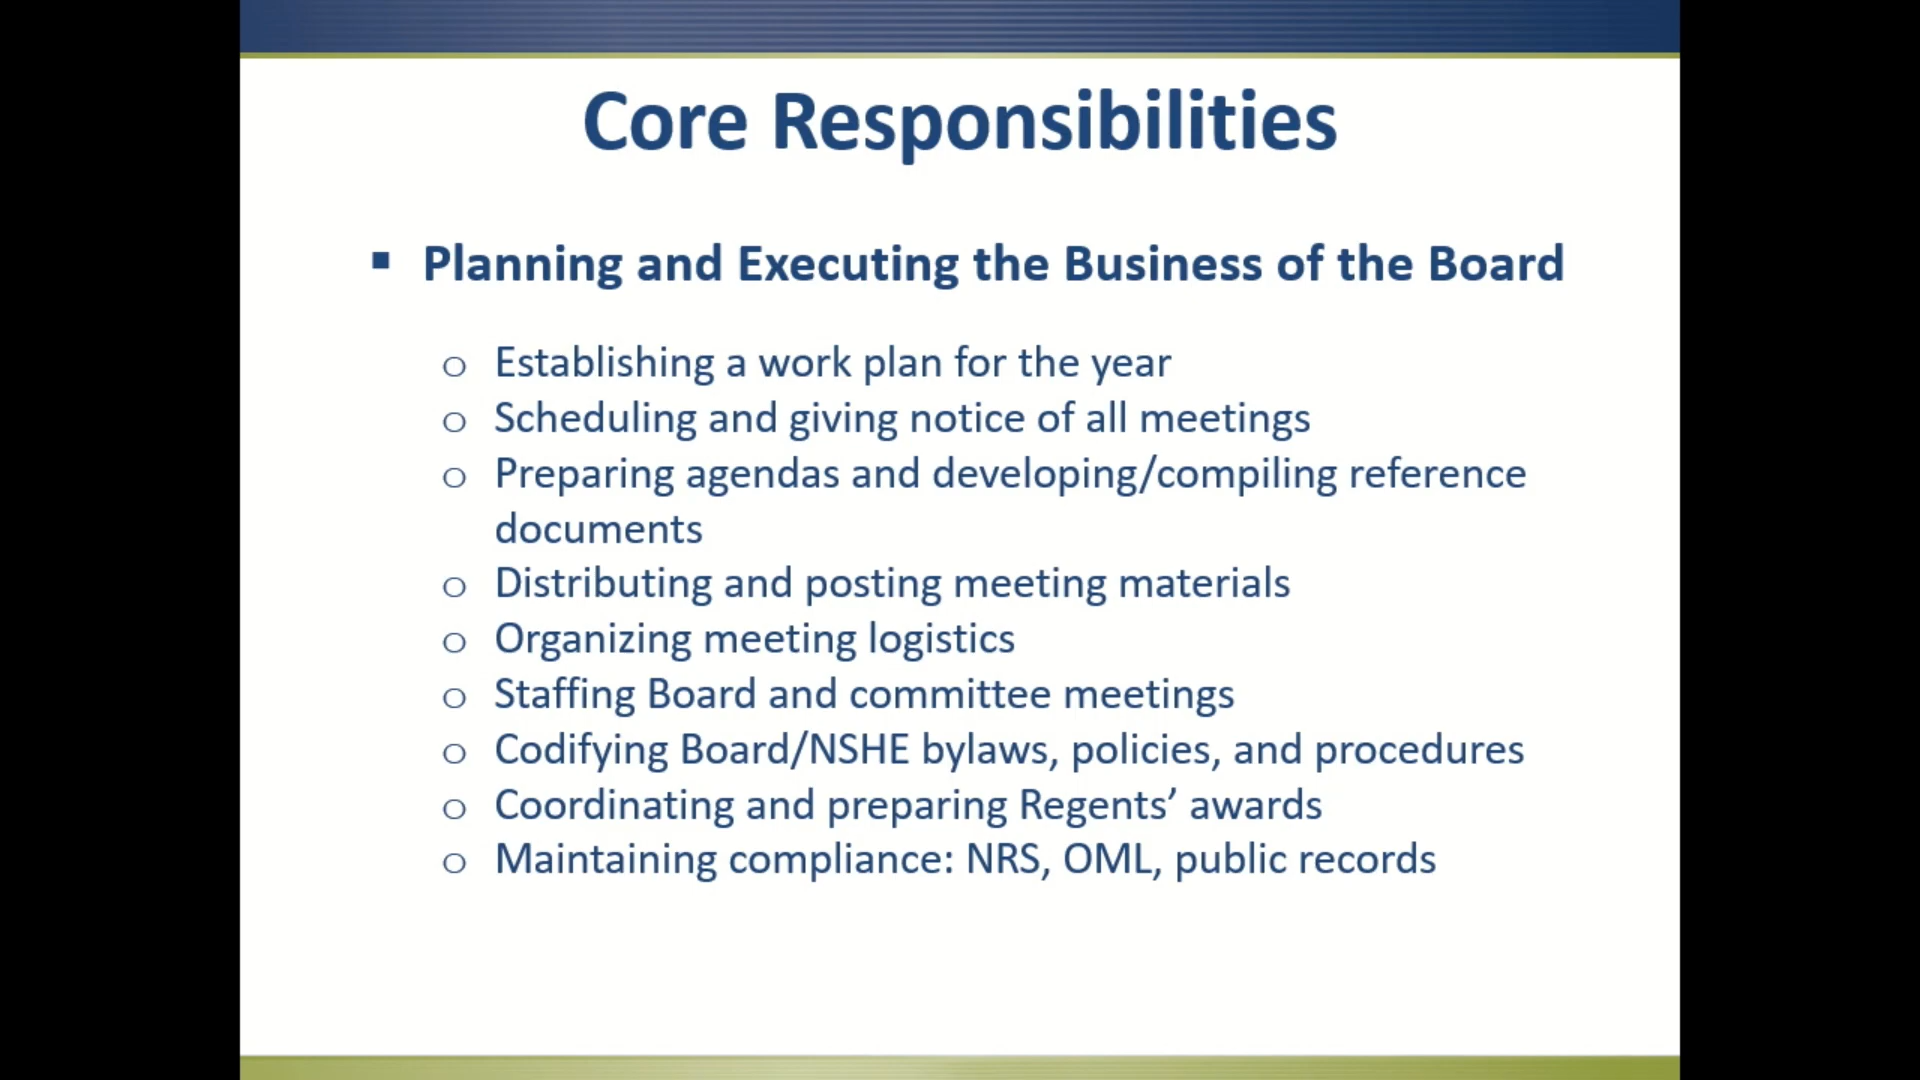 Core Responsibilities
▪ Planning and Executing the Business of the Board
o Establishing a work plan for the year
o Scheduling and giving notice of all meetings
o Preparing agendas and developing/compiling reference
documents
o Distributing and posting meeting materials
o Organizing meeting logistics
o Staffing Board and committee meetings
o Codifying Board/NSHE bylaws, policies, and procedures
o Coordinating and preparing Regents’ awards
o Maintaining compliance: NRS, OML, public records